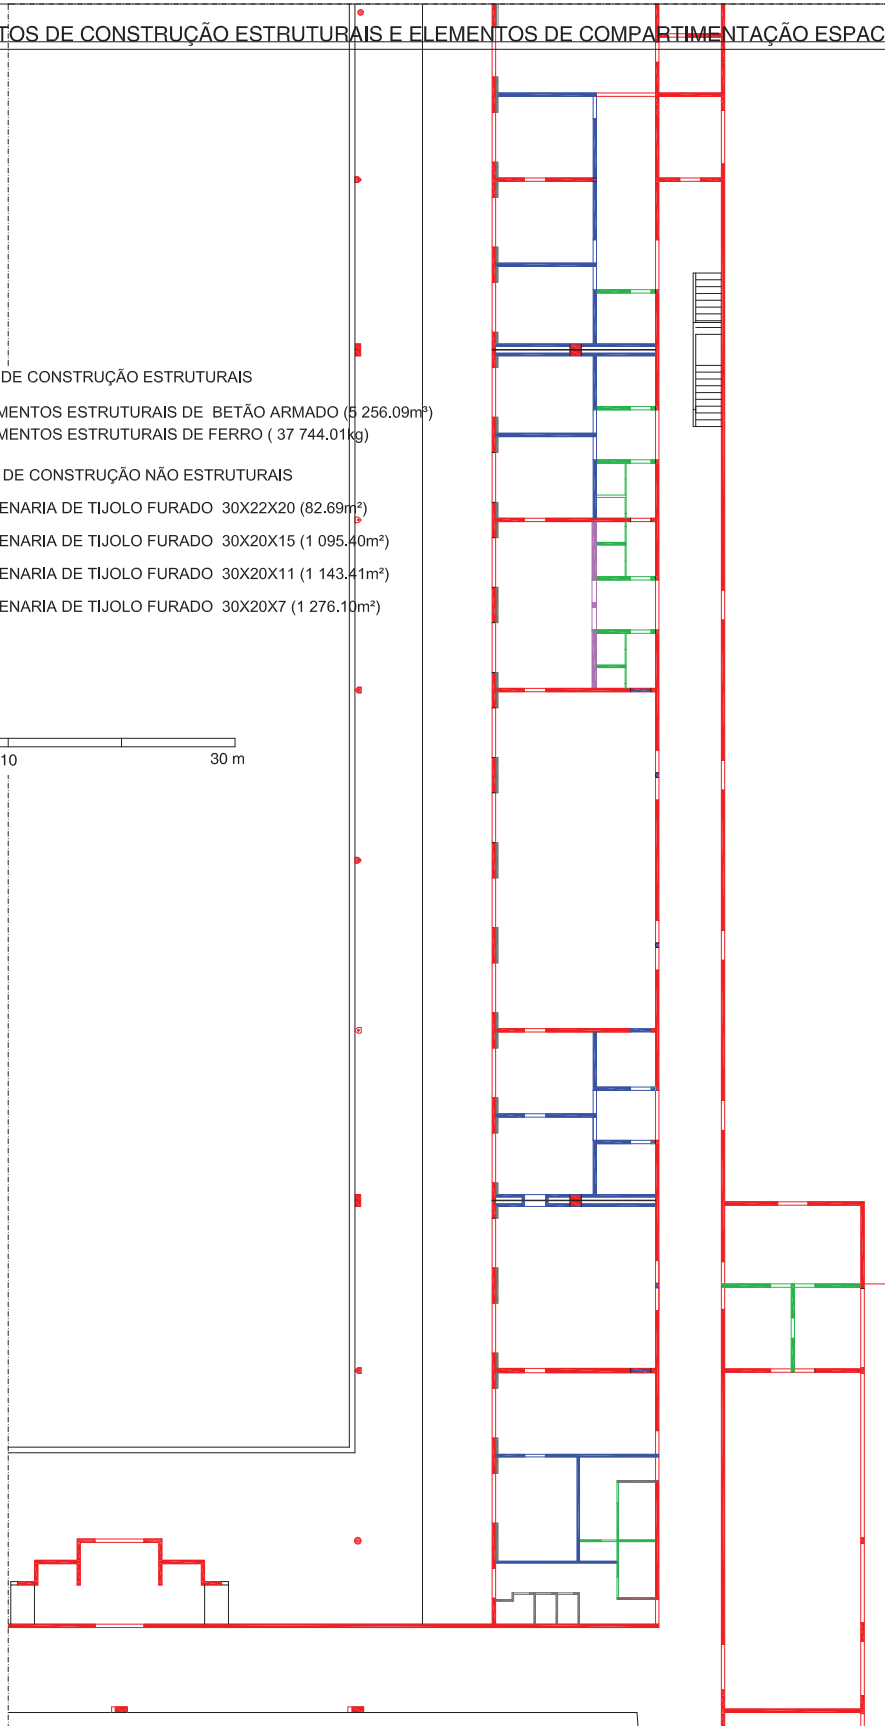 TOS DE CONSTRUÇÃO ESTRUTURAIS E ELEMENTOS DE COMPARTIMENTAÇÃO ESPAC
DE CONSTRUÇÃO ESTRUTURAIS
MENTOS ESTRUTURAIS DE BETÃO ARMADO (5 256.09m³)
MENTOS ESTRUTURAIS DE FERRO ( 37 744.01kg)
DE CONSTRUÇÃO NÃO ESTRUTURAIS
ENARIA DE TIJOLO FURADO 30X22X20 (82.69m²)
ENARIA DE TIJOLO FURADO 30X20X15 (1 095.40m²)
ENARIA DE TIJOLO FURADO 30X20X11 (1 143.41m²)
ENARIA DE TIJOLO FURADO 30X20X7 (1 276.10m²)
10 30 m